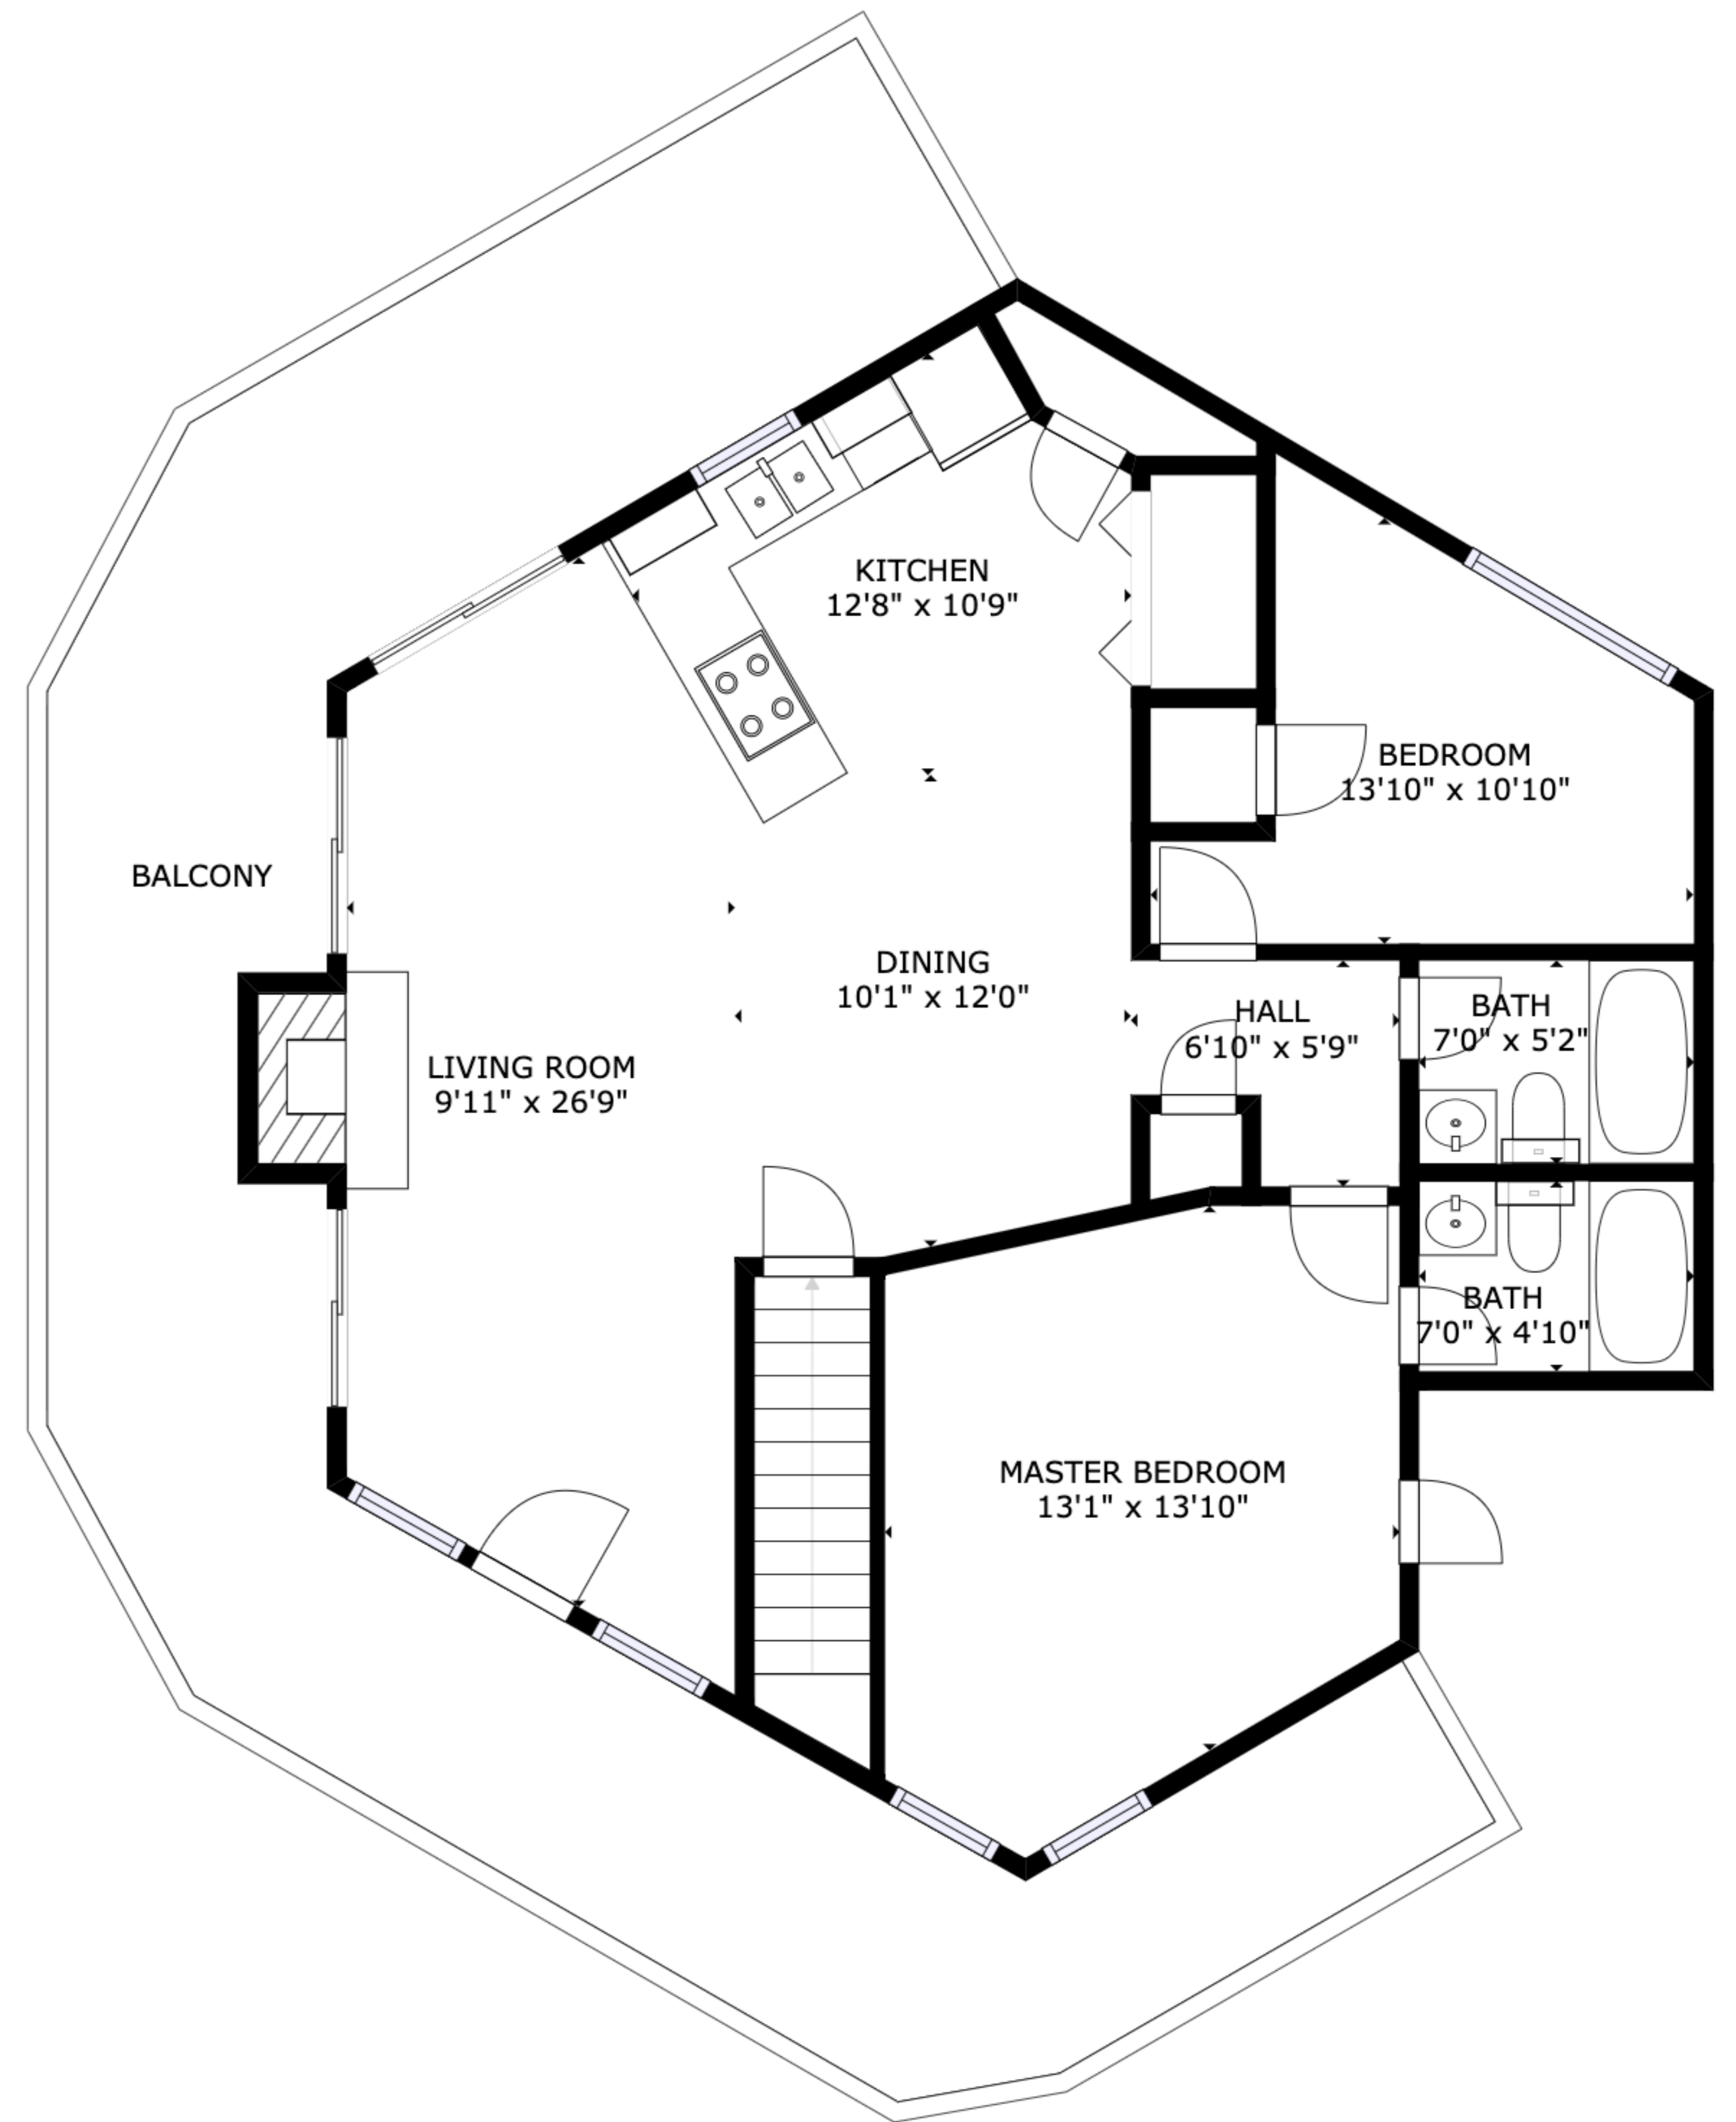 KITCHEN
12'8" x 10'9"
BEDROOM
13'10" x 10'10"
BALCONY
DINING
10'1" x 12'0"
HALL
6'10" x 5'9"
BATH
7'0" x 5'2"
LIVING ROOM
9'11" x 26'9"
BATH
7'0" x 4'10"
MASTER BEDROOM
13'1" x 13'10"